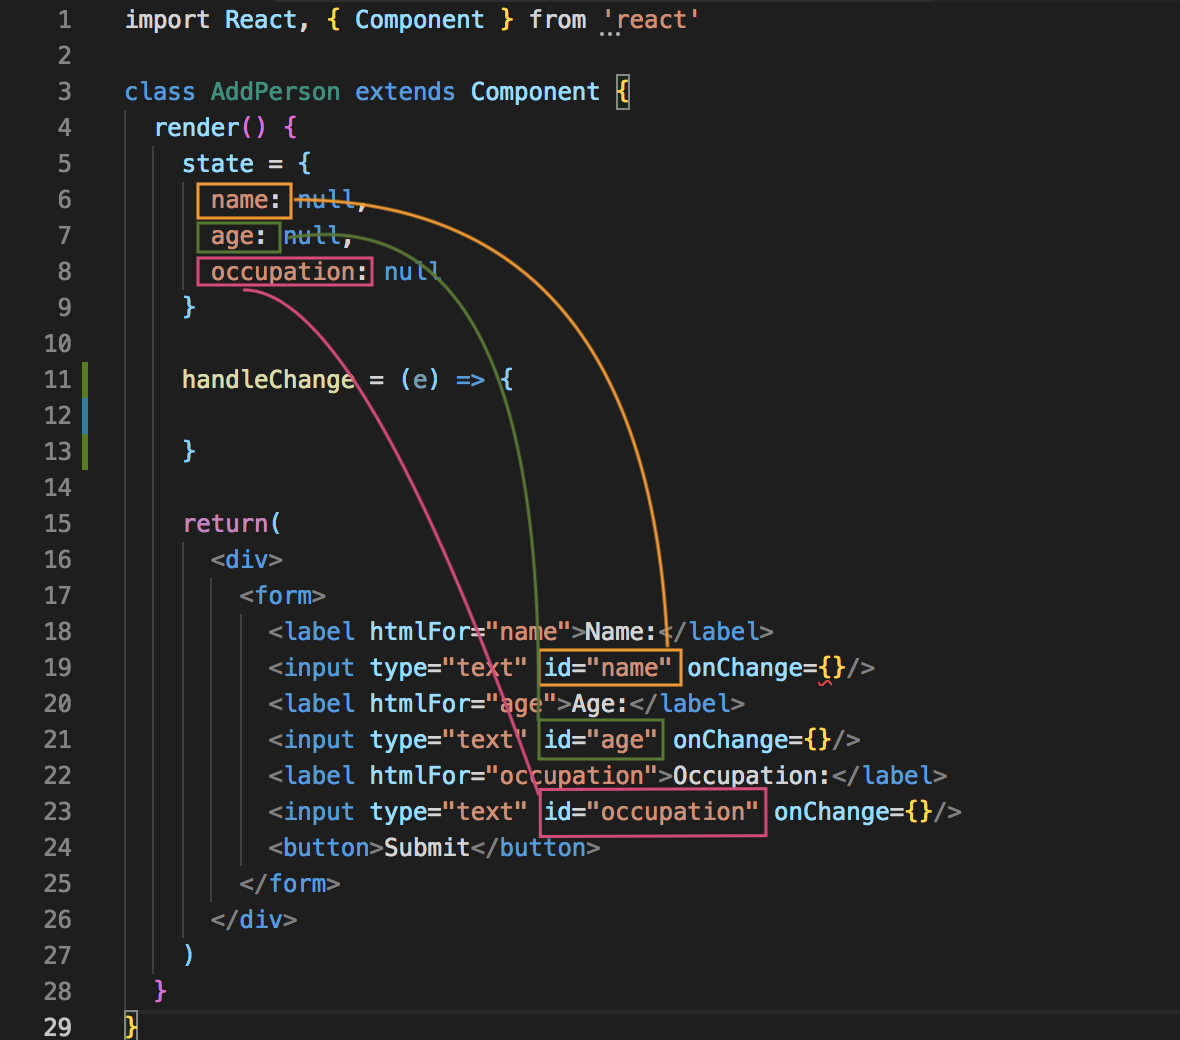 1 import React, { Component } from 'react'
2
3 class AddPerson extends Component {
4 render() {
5 state = {
6 name: null,
7 age: null,
8 occupation: null
9 }
10
11 handleChange = (e) => {
12
13 }
14
15 return(
16 <div>
17 <form>
18 <label htmlFor="name">Name:</label>
19 <input type="text" id="name" onChange={}/>
20 <label htmlFor="age">Age:</label>
21 <input type="text" id="age" onChange={}/>
22 <label htmlFor="occupation">Occupation:</label>
23 <input type="text" id="occupation" onChange={}/>
24 <button>Submit</button>
25 </form>
26 </div>
27 )
28 }
29 }